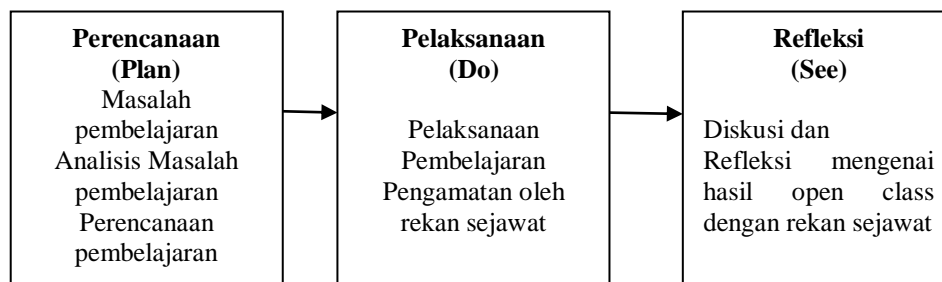 Perencanaan
(Plan)
Masalah
pembelajaran
Analisis Masalah
pembelajaran
Perencanaan
pembelajaran
Pelaksanaan
(Do)
Pelaksanaan
Pembelajaran
Pengamatan oleh
rekan sejawat
Refleksi
(See)
Diskusi dan
Refleksi mengenai
hasil open class
dengan rekan sejawat